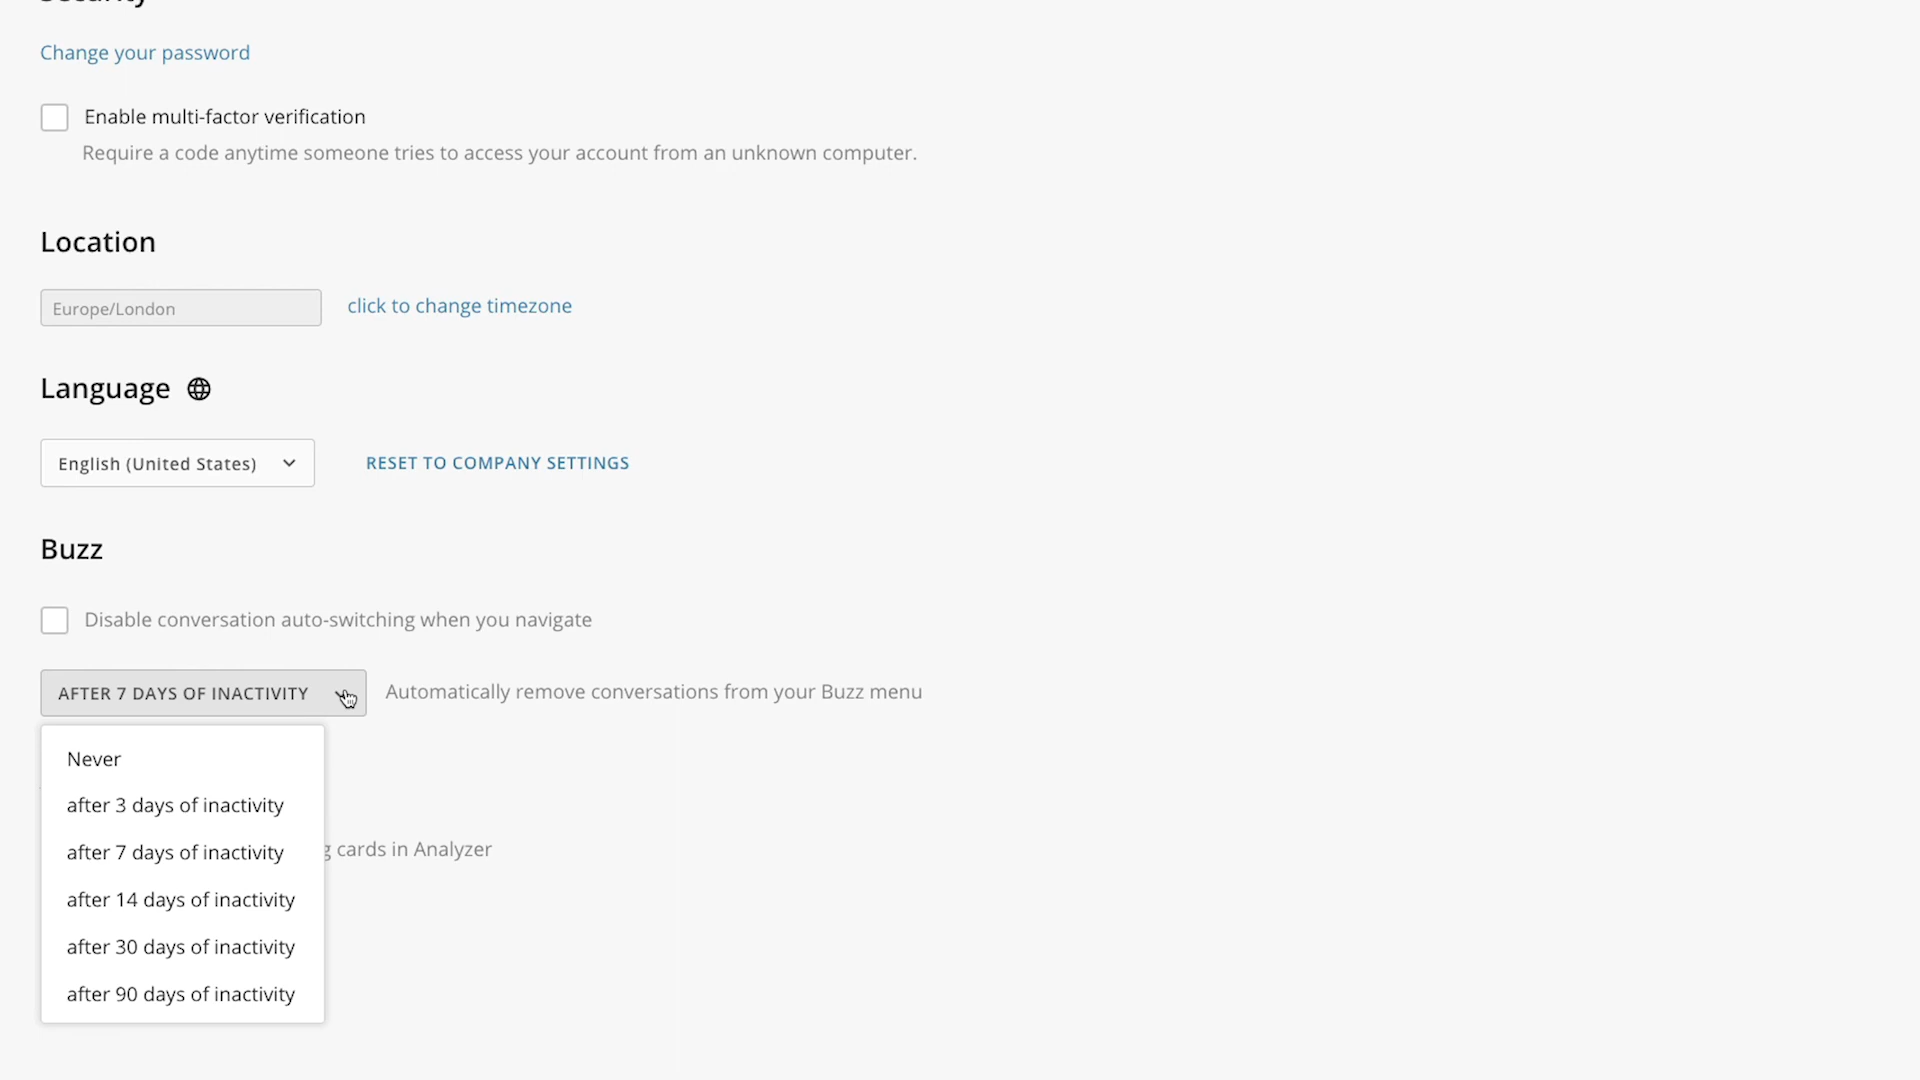 Security
Change your password
Enable multi-factor verification
Require a code anytime someone tries to access your account from an unknown computer.
Location
Europe/London click to change timezone
Language
English (United States) RESET TO COMPANY SETTINGS
Buzz
Disable conversation auto-switching when you navigate
AFTER 7 DAYS OF INACTIVITY Automatically remove conversations from your Buzz menu
Never
after 3 days of inactivity
after 7 days of inactivity cards in Analyzer
after 14 days of inactivity
after 30 days of inactivity
after 90 days of inactivity